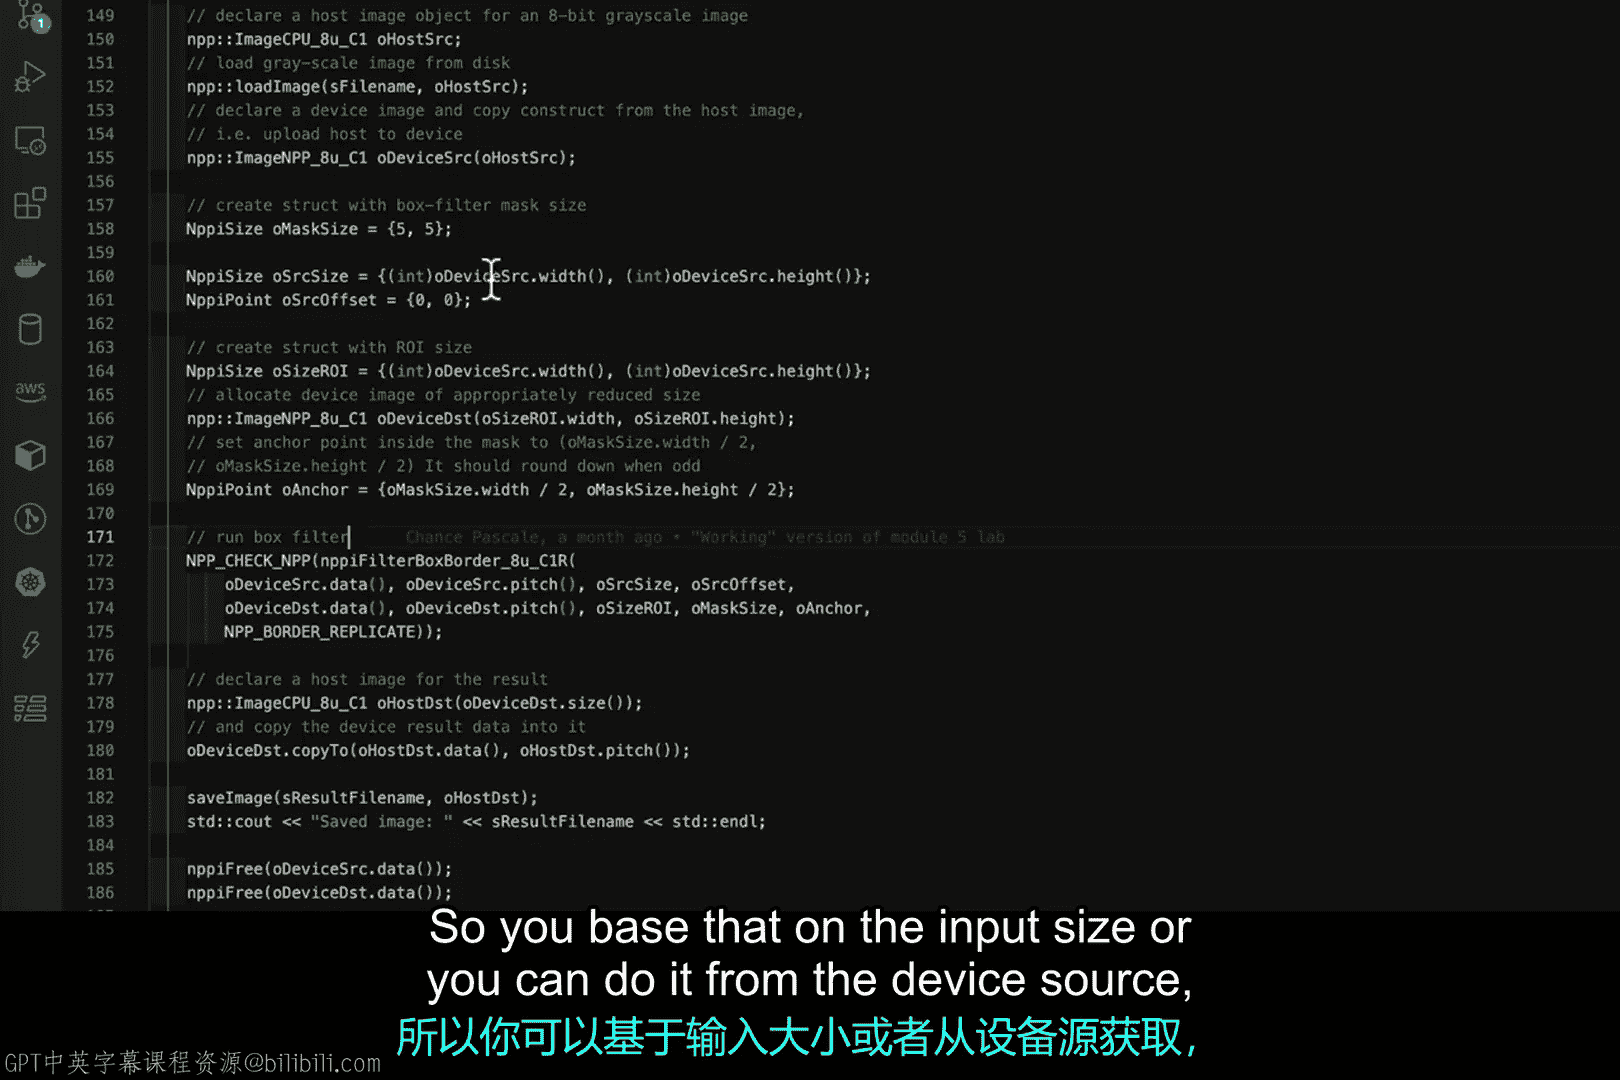 149 // declare a host image object for an 8-bit grayscale image
150 npp::ImageCPU_8u_C1 oHostSrc;
151 // load gray-scale image from disk
152 npp::loadImage(sFilename, oHostSrc);
153 // declare a device image and copy construct from the host image,
154 // i.e. upload host to device
155 npp::ImageNPP_8u_C1 oDeviceSrc(oHostSrc);
156
157 // create struct with box-filter mask size
158 NppiSize oMaskSize = {5, 5};
159
160 NppiSize oSrcSize = {(int)oDeviceSrc.width(), (int)oDeviceSrc.height()};
161 NppiPoint oSrcOffset = {0, 0};
162
163 // create struct with ROI size
164 NppiSize oSizeROI = {(int)oDeviceSrc.width(), (int)oDeviceSrc.height()};
165 // allocate device image of appropriately reduced size
166 npp::ImageNPP_8u_C1 oDeviceDst(oSizeROI.width, oSizeROI.height);
167 // set anchor point inside the mask to (oMaskSize.width / 2,
168 // oMaskSize.height / 2) It should round down when odd
169 NppiPoint oAnchor = {oMaskSize.width / 2, oMaskSize.height / 2};
170
171 // run box filter Chance Pascale, a month ago • "Working" version of module 5 lab
172 NPP_CHECK_NPP(nppiFilterBoxBorder_8u_C1R(
173 oDeviceSrc.data(), oDeviceSrc.pitch(), oSrcSize, oSrcOffset,
174 oDeviceDst.data(), oDeviceDst.pitch(), oSizeROI, oMaskSize, oAnchor,
175 NPP_BORDER_REPLICATE));
176
177 // declare a host image for the result
178 npp::ImageCPU_8u_C1 oHostDst(oDeviceDst.size());
179 // and copy the device result data into it
180 oDeviceDst.copyTo(oHostDst.data(), oHostDst.pitch());
181
182 saveImage(sResultFilename, oHostDst);
183 std::cout << "Saved image: " << sResultFilename << std::endl;
184
185 nppiFree(oDeviceSrc.data());
186 nppiFree(oDeviceDst.data());
1
aws
So you base that on the input size or
you can do it from the device source,
所以你可以基于输入大小或者从设备源获取，
GPT中英字幕课程资源@bilibili.com